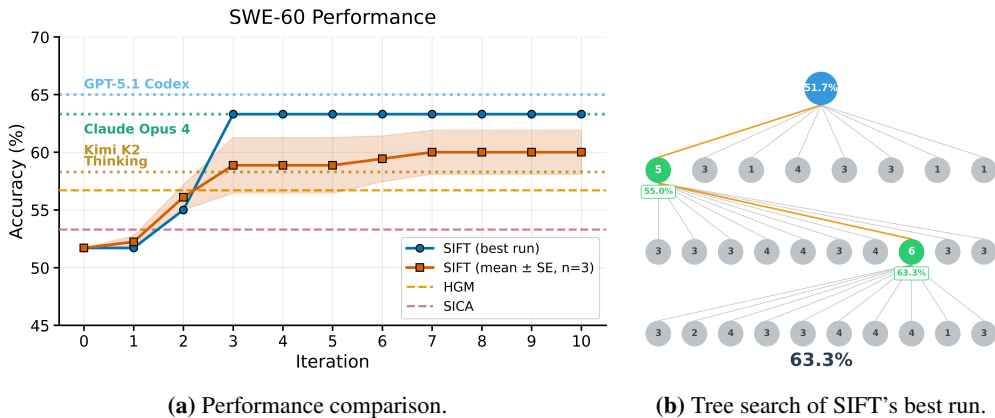 SWE-60 Performance
70
65
60
55
50
45
Accuracy (%)
GPT-5.1 Codex
Claude Opus 4
Kimi K2
Thinking
SIFT (best run)
SIFT (mean ± SE, n=3)
HGM
SICA
0 1 2 3 4 5 6 7 8 9 10
Iteration
(a) Performance comparison.
51.7%
5 3 1 4 3 3 1 1
55.0%
3 3 3 4 4 3 4 6 3 3
63.3%
3 2 4 3 3 4 4 4 1 3
63.3%
(b) Tree search of SIFT's best run.